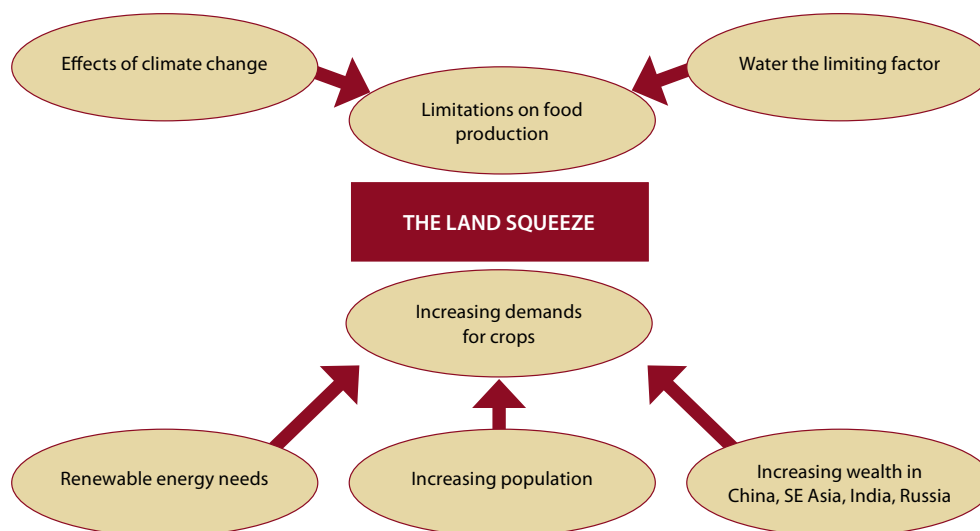 Effects of climate change
Water the limiting factor
Limitations on food
production
THE LAND SQUEEZE
Increasing demands
for crops
Renewable energy needs
Increasing population
Increasing wealth in
China, SE Asia, India, Russia